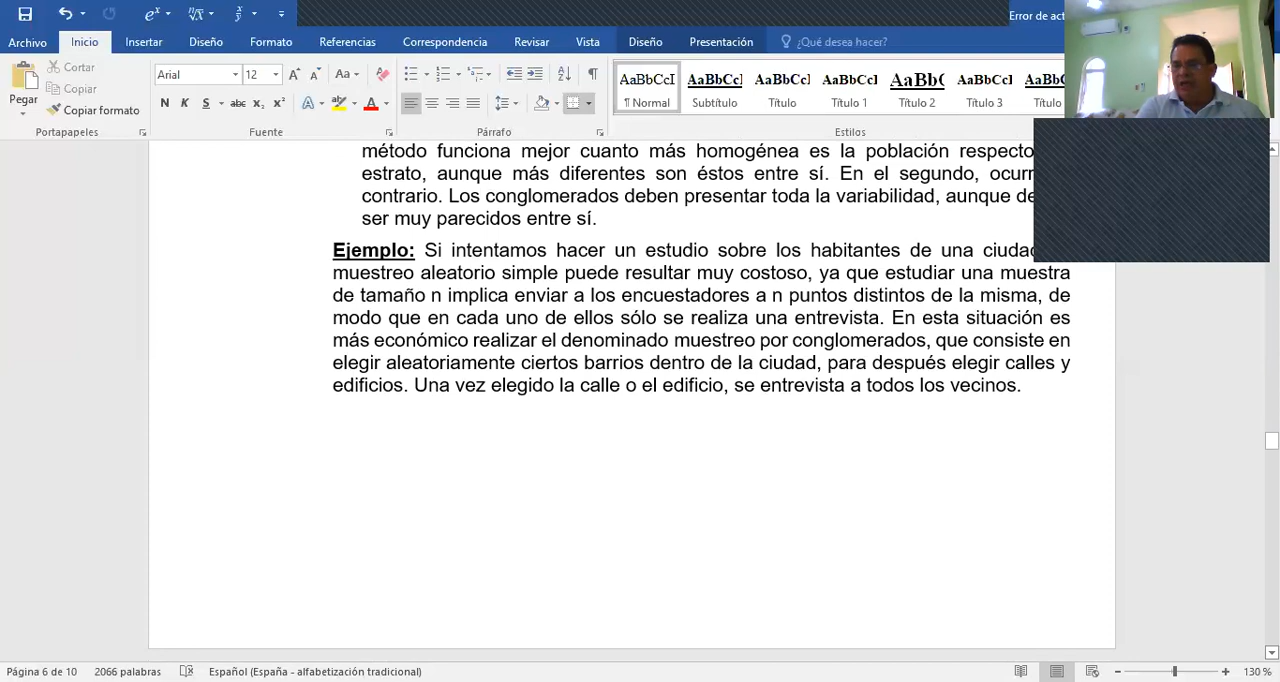 Error de act
Archivo Inicio Insertar Diseño Formato Referencias Correspondencia Revisar Vista Diseño Presentación ¿Qué desea hacer?
Pegar Cortar
Copiar
Copiar formato
Portapapeles
Arial 12 Aa
N K S abc x₂ x²
Fuente
Párrafo
AaBbCcI AaBbCcI AaBbCcI AaBbCcI AaBbC AaBbCcI AaBbC
¶ Normal Subtítulo Título Título 1 Título 2 Título 3 Título
Estilos
método funciona mejor cuanto más homogénea es la población respecto
estrato, aunque más diferentes son éstos entre sí. En el segundo, ocurr
contrario. Los conglomerados deben presentar toda la variabilidad, aunque de
ser muy parecidos entre sí.
Ejemplo: Si intentamos hacer un estudio sobre los habitantes de una ciuda
muestreo aleatorio simple puede resultar muy costoso, ya que estudiar una muestra
de tamaño n implica enviar a los encuestadores a n puntos distintos de la misma, de
modo que en cada uno de ellos sólo se realiza una entrevista. En esta situación es
más económico realizar el denominado muestreo por conglomerados, que consiste en
elegir aleatoriamente ciertos barrios dentro de la ciudad, para después elegir calles y
edificios. Una vez elegido la calle o el edificio, se entrevista a todos los vecinos.
Página 6 de 10 2066 palabras Español (España - alfabetización tradicional) 130 %